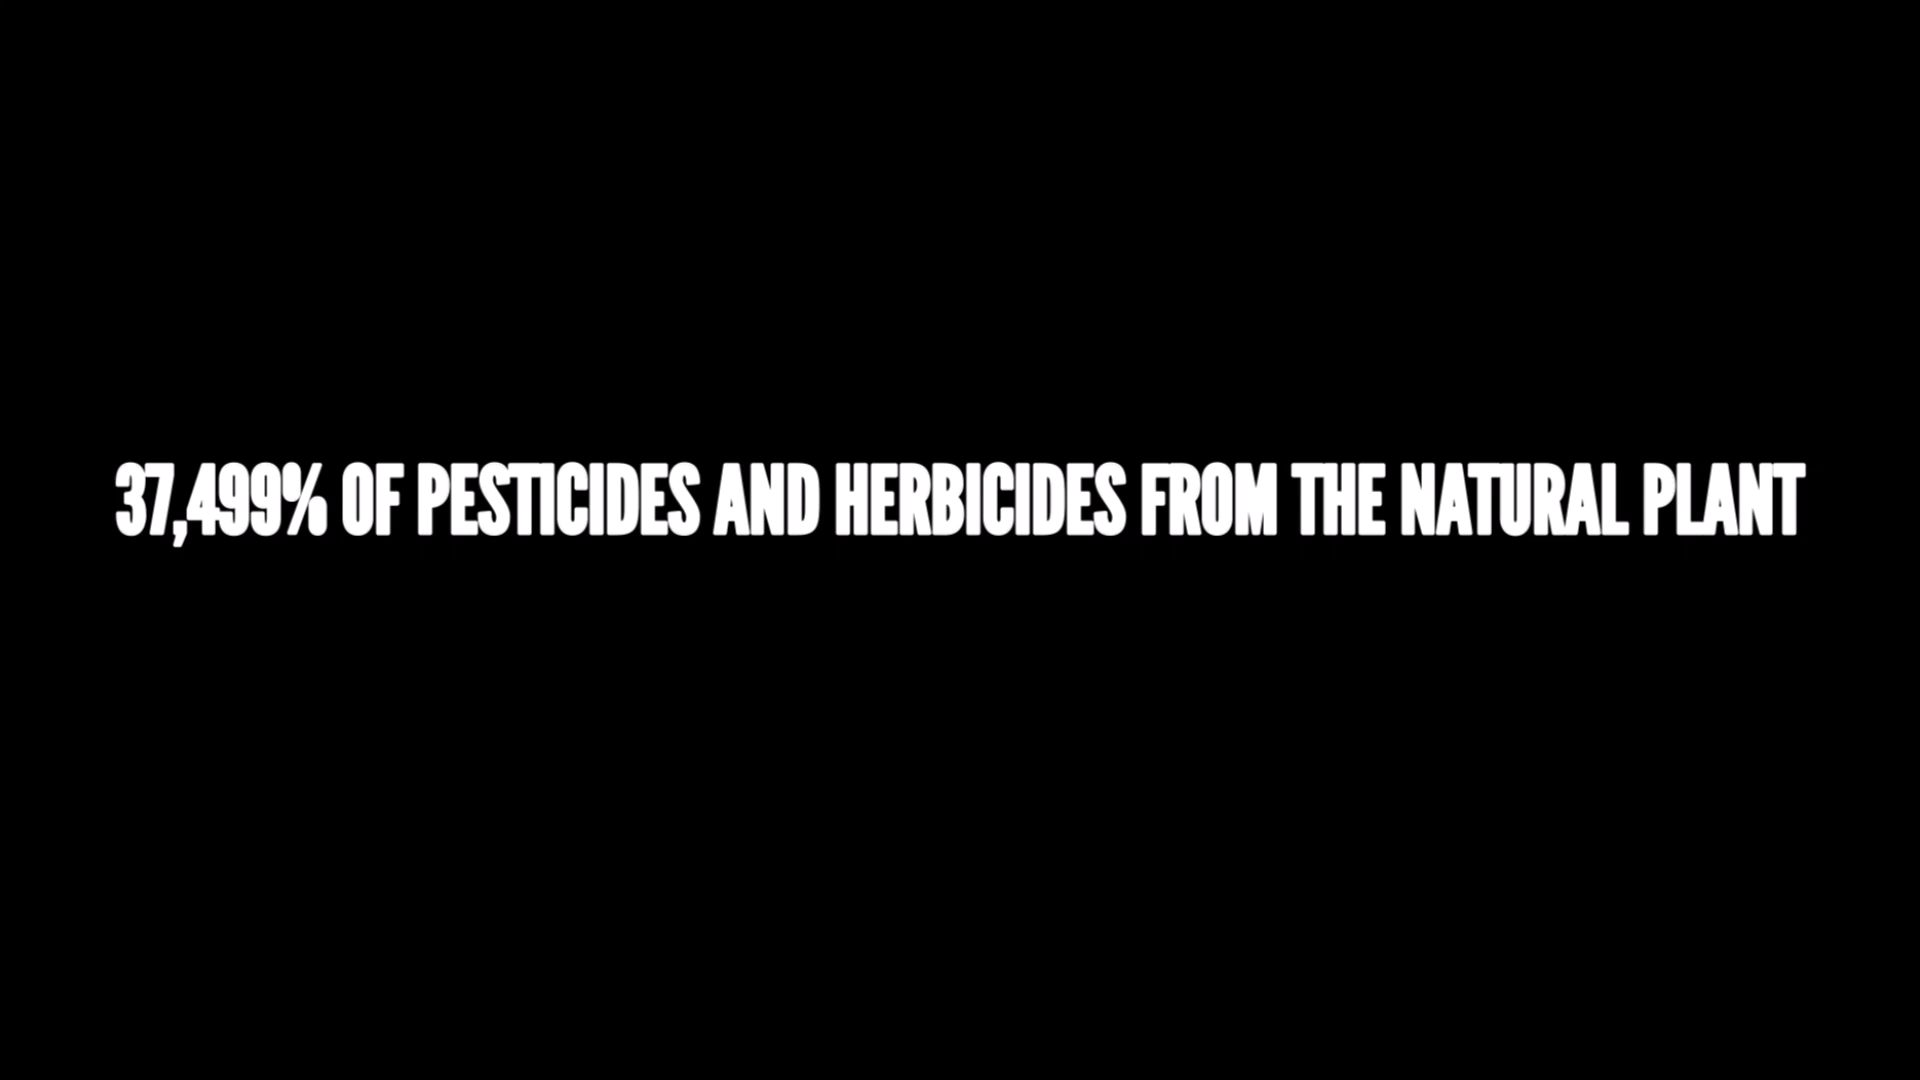 37,499% OF PESTICIDES AND HERBICIDES FROM THE NATURAL PLANT